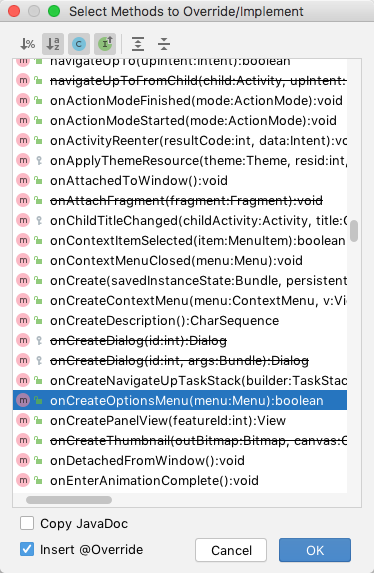 Select Methods to Override/Implement
navigateUpTo(upIntent:Intent):boolean
navigateUpToFromChild(child:Activity, upIntent:
onActionModeFinished(mode:ActionMode):void
onActionModeStarted(mode:ActionMode):void
onActivityReenter(resultCode:int, data:Intent):vo
onApplyThemeResource(theme:Theme, resid:int,
onAttachedToWindow():void
onAttachFragment(fragment:Fragment):void
onChildTitleChanged(childActivity:Activity, title:C
onContextItemSelected(item:MenuItem):boolean
onContextMenuClosed(menu:Menu):void
onCreate(savedInstanceState:Bundle, persistent
onCreateContextMenu(menu:ContextMenu, v:Vie
onCreateDescription():CharSequence
onCreateDialog(id:int):Dialog
onCreateDialog(id:int, args:Bundle):Dialog
onCreateNavigateUpTaskStack(builder:TaskStac
onCreateOptionsMenu(menu:Menu):boolean
onCreatePanelView(featureId:int):View
onCreateThumbnail(outBitmap:Bitmap, canvas:C
onDetachedFromWindow():void
onEnterAnimationComplete():void
Copy JavaDoc
Insert @Override
Cancel
OK